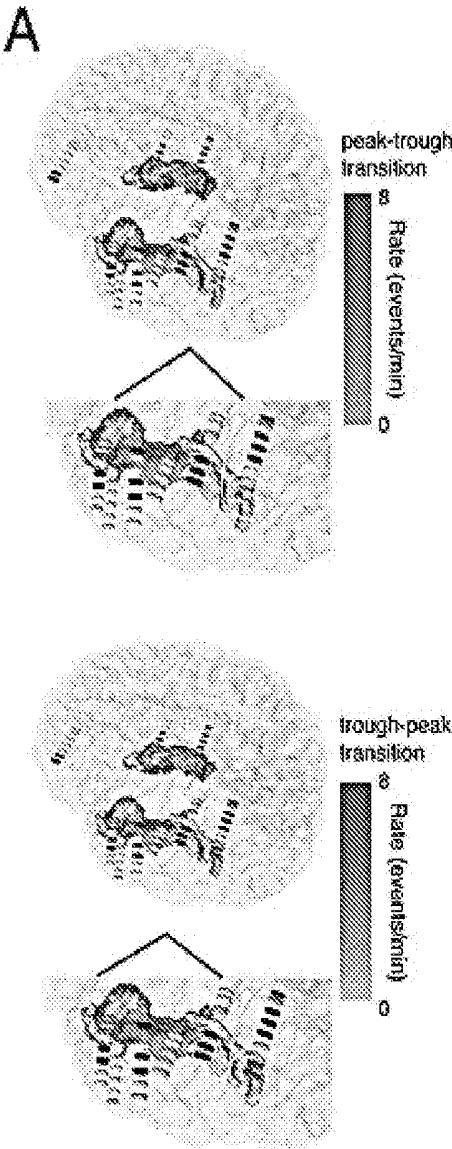 A
peak-trough
transition
8
Rate (events/min)
0
trough-peak
transition
8
Rate (events/min)
0